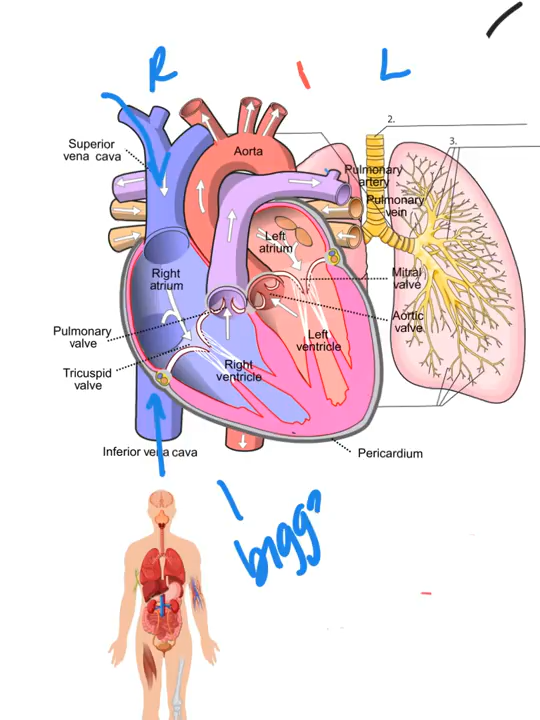 R L
2.
3.
Superior
vena cava
Aorta
Pulmonary
artery
Pulmonary
vein
Left
atrium
Right
atrium
Mitral
valve
Aortic
valve
Pulmonary
valve
Left
ventricle
Right
ventricle
Tricuspid
valve
Inferior vena cava
Pericardium